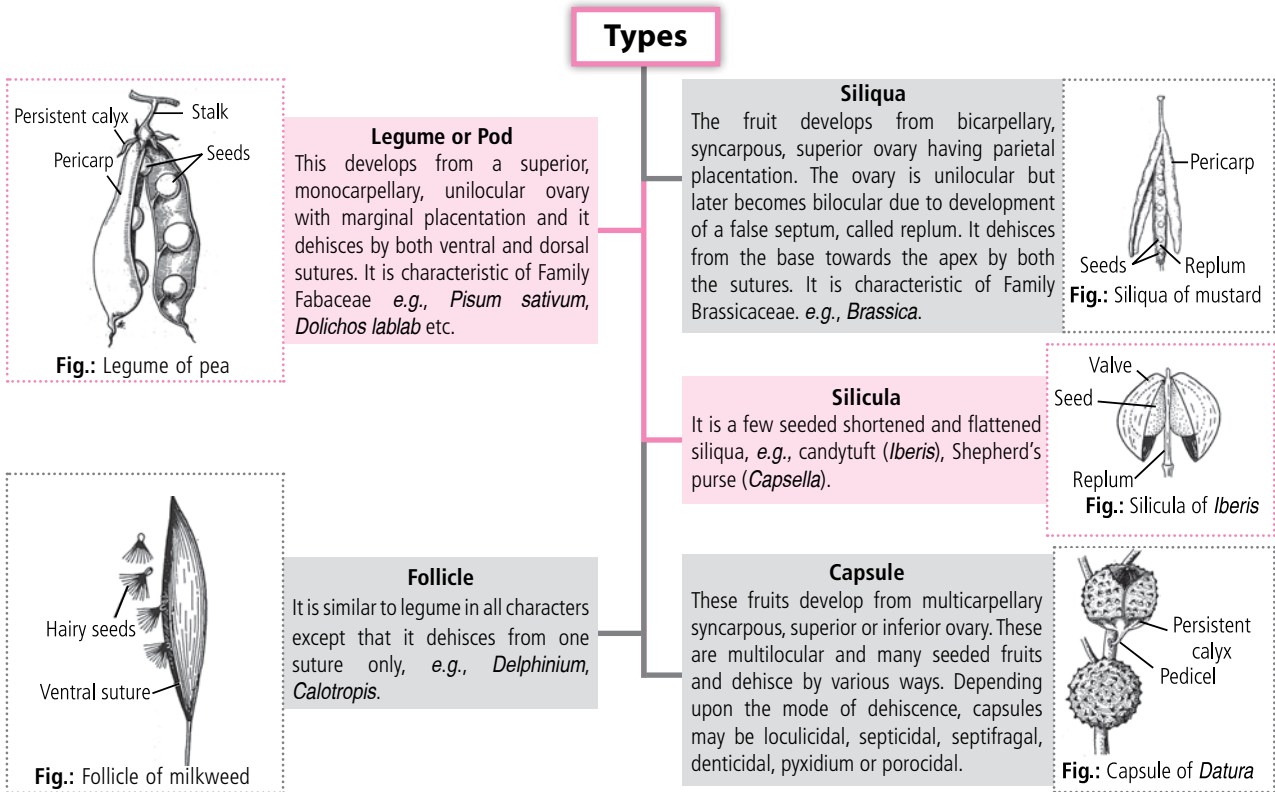 Types
Persistent calyx
Stalk
Pericarp
Seeds
Fig.: Legume of pea
Legume or Pod
This develops from a superior,
monocarpellary, unilocular ovary
with marginal placentation and it
dehisces by both ventral and dorsal
sutures. It is characteristic of Family
Fabaceae e.g., Pisum sativum,
Dolichos lablab etc.
Siliqua
The fruit develops from bicarpellary,
syncarpous, superior ovary having parietal
placentation. The ovary is unilocular but
later becomes bilocular due to development
of a false septum, called replum. It dehisces
from the base towards the apex by both
the sutures. It is characteristic of Family
Brassicaceae. e.g., Brassica.
Pericarp
Seeds
Replum
Fig.: Siliqua of mustard
Silicula
It is a few seeded shortened and flattened
siliqua, e.g., candytuft (Iberis), Shepherd's
purse (Capsella).
Valve
Seed
Replum
Fig.: Silicula of Iberis
Hairy seeds
Ventral suture
Fig.: Follicle of milkweed
Follicle
It is similar to legume in all characters
except that it dehisces from one
suture only, e.g., Delphinium,
Calotropis.
Capsule
These fruits develop from multicarpellary
syncarpous, superior or inferior ovary. These
are multilocular and many seeded fruits
and dehisce by various ways. Depending
upon the mode of dehiscence, capsules
may be loculicidal, septicidal, septifragal,
denticidal, pyxidium or porocidal.
Persistent
calyx
Pedicel
Fig.: Capsule of Datura